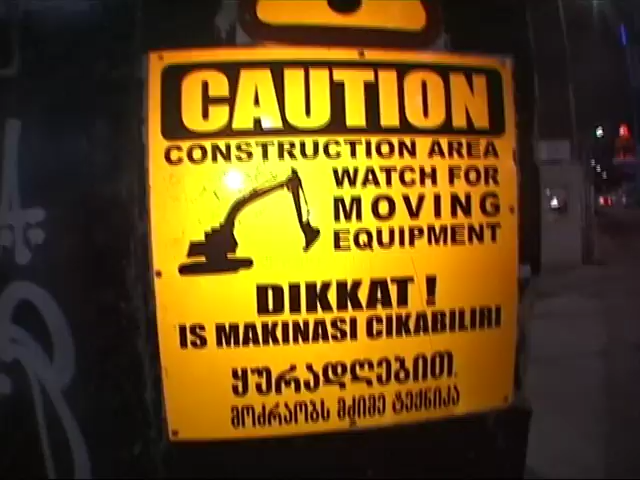 CAUTION
CONSTRUCTION AREA
WATCH FOR
MOVING
EQUIPMENT
DIKKAT !
IS MAKINASI CIKABILIRI
ყურადღებით.
მოძრაობს მძიმე ტექნიკა